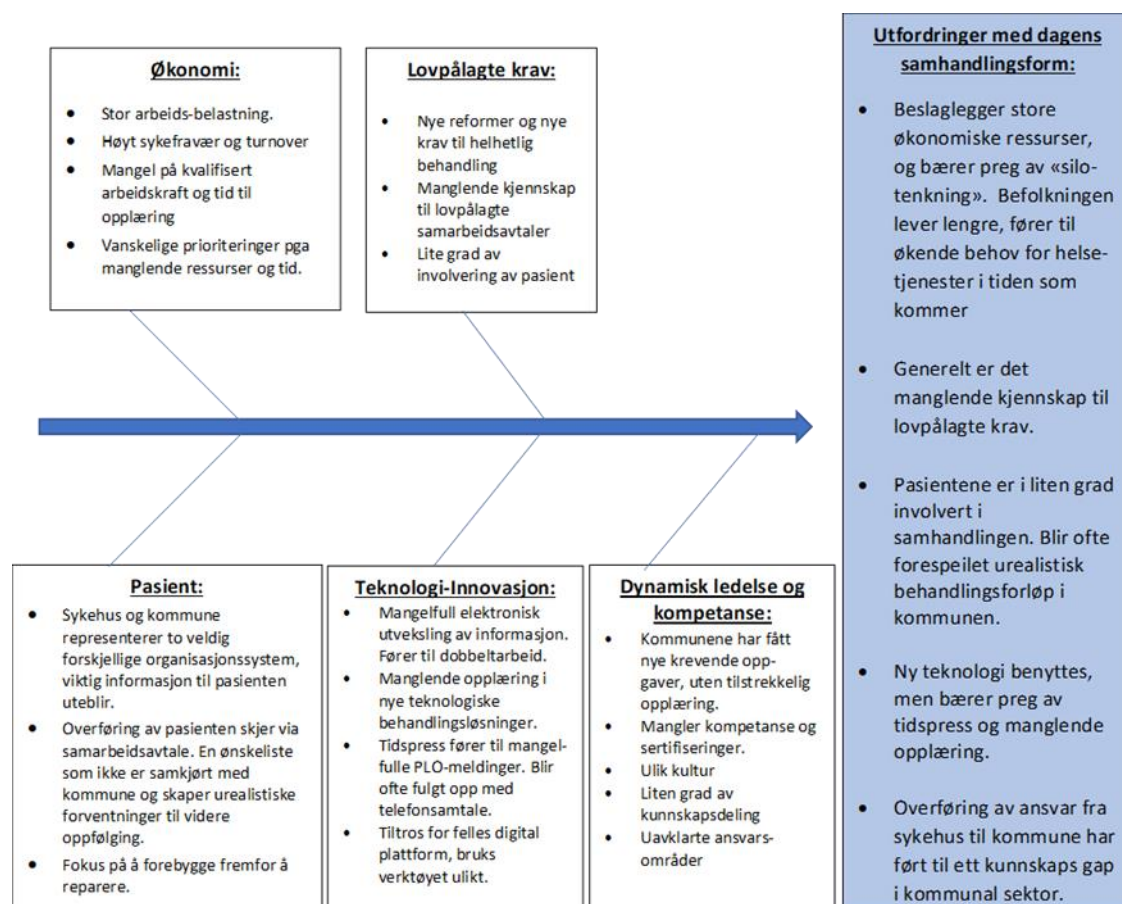 Økonomi:
Stor arbeids-belastning.
Høyt sykefravær og turnover
Mangel på kvalifisert
arbeidskraft og tid til
opplæring
Vanskelige prioriteringer pga
manglende ressurser og tid.
Lovpålagte krav:
Nye reformer og nye
krav til helhetlig
behandling
Manglende kjennskap
til lovpålagte
samarbeidsavtaler
Lite grad av
involvering av pasient
Pasient:
Sykehus og kommune
representerer to veldig
forskjellige organisasjonssystem,
viktig informasjon til pasienten
uteblir.
Overføring av pasienten skjer via
samarbeidsavtale. En ønskeliste
som ikke er samkjørt med
kommune og skaper urealistiske
forventninger til videre
oppfølging.
Fokus på å forebygge fremfor å
reparere.
Teknologi-Innovasjon:
Mangelfull elektronisk
utveksling av informasjon.
Fører til dobbeltarbeid.
Manglende opplæring i
nye teknologiske
behandlingsløsninger.
Tidspress fører til mangel-
fulle PLO-meldinger. Blir
ofte fulgt opp med
telefonsamtale.
Tiltros for felles digital
plattform, bruks
verktøyet ulikt.
Dynamisk ledelse og
kompetanse:
Kommunene har fått
nye krevende opp-
gaver, uten tilstrekkelig
opplæring.
Mangler kompetanse og
sertifiseringer.
Ulik kultur
Liten grad av
kunnskapsdeling
Uavklarte ansvars-
områder
Utfordringer med dagens
samhandlingsform:
Beslaglegger store
økonomiske ressurser,
og bærer preg av «silo-
tenkning».  Befolkningen
lever lengre, fører til
økende behov for helse-
tjenester i tiden som
kommer
Generelt er det
manglende kjennskap til
lovpålagte krav.
Pasientene er i liten grad
involvert i
samhandlingen. Blir ofte
forespeilet urealistisk
behandlingsforløp i
kommunen.
Ny teknologi benyttes,
men bærer preg av
tidspress og manglende
opplæring.
Overføring av ansvar fra
sykehus til kommune har
ført til ett kunnskaps gap
i kommunal sektor.